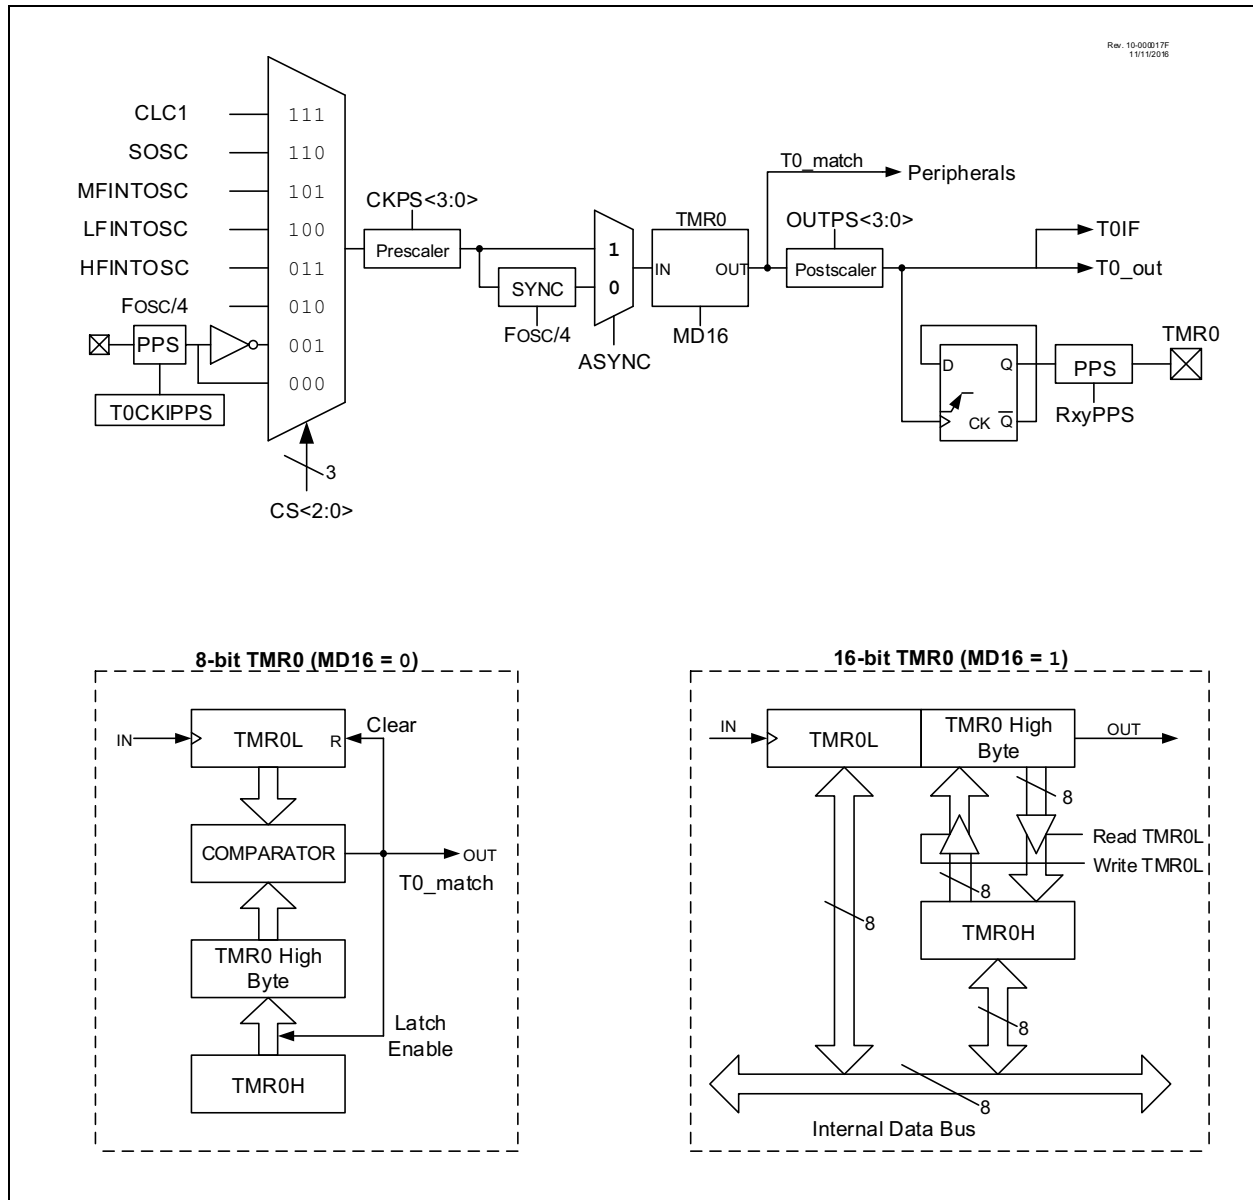 Rev. 10-000017F
11/11/2016
CLC1
111
SOSC
110
MFINTOSC
101
LFINTOSC
100
HFINTOSC
011
FOSC/4
010
PPS
001
000
T0CKIPPS
3
CS<2:0>
CKPS<3:0>
Prescaler
SYNC
FOSC/4
1
0
ASYNC
TMR0
IN
OUT
MD16
T0_match
Peripherals
OUTPS<3:0>
Postscaler
T0IF
T0_out
D
Q
CK
Q
PPS
RxyPPS
TMR0
8-bit TMR0 (MD16 = 0)
IN
TMR0L
R
Clear
COMPARATOR
OUT
T0_match
TMR0 High
Byte
Latch
Enable
TMR0H
16-bit TMR0 (MD16 = 1)
IN
TMR0L
TMR0 High
Byte
OUT
8
Read TMR0L
Write TMR0L
8
8
TMR0H
8
8
Internal Data Bus